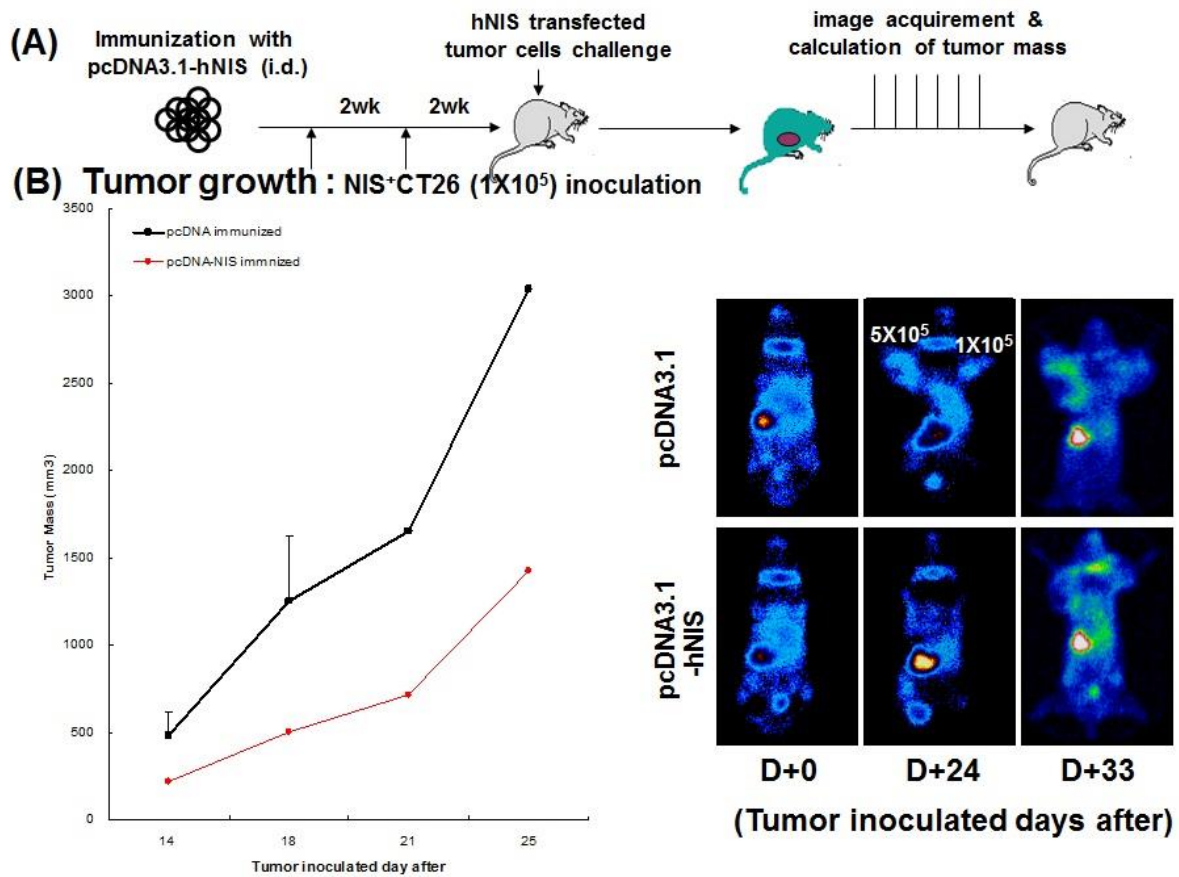 (A)
Immunization with
pcDNA3.1-hNIS (i.d.)
2wk
2wk
hNIS transfected
tumor cells challenge
image acquirement &
calculation of tumor mass
(B) Tumor growth : NIS⁺CT26 (1X10⁵) inoculation
3500
3000
2500
2000
1500
1000
500
0
Tumor Mass (mm3)
pcDNA immunized
pcDNA-NIS immnized
14
18
21
25
Tumor inoculated day after
pcDNA3.1
5X10⁵
1X10⁵
pcDNA3.1
-hNIS
D+0
D+24
D+33
(Tumor inoculated days after)